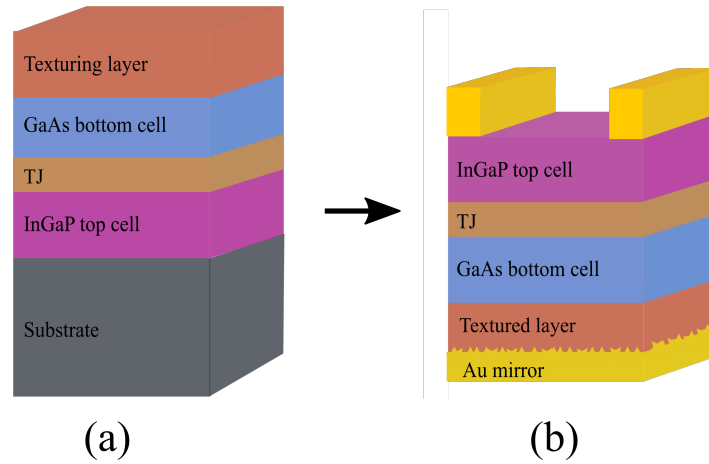 Texturing layer
GaAs bottom cell
TJ
InGaP top cell
Substrate
(a)
InGaP top cell
TJ
GaAs bottom cell
Textured layer
Au mirror
(b)